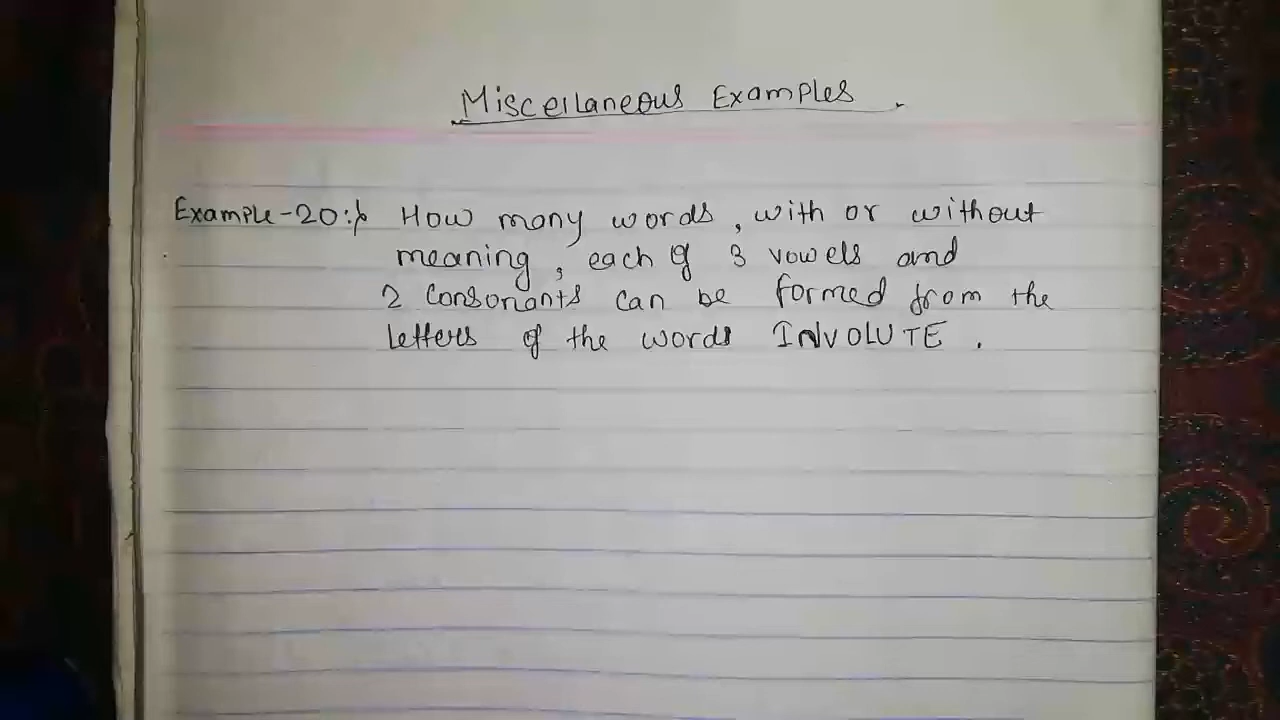 Miscellaneous Examples.
Example-20:) How many words, with or without
meaning, each of 3 vowels and
2 consonants can be formed from the
letters of the words INVOLUTE.